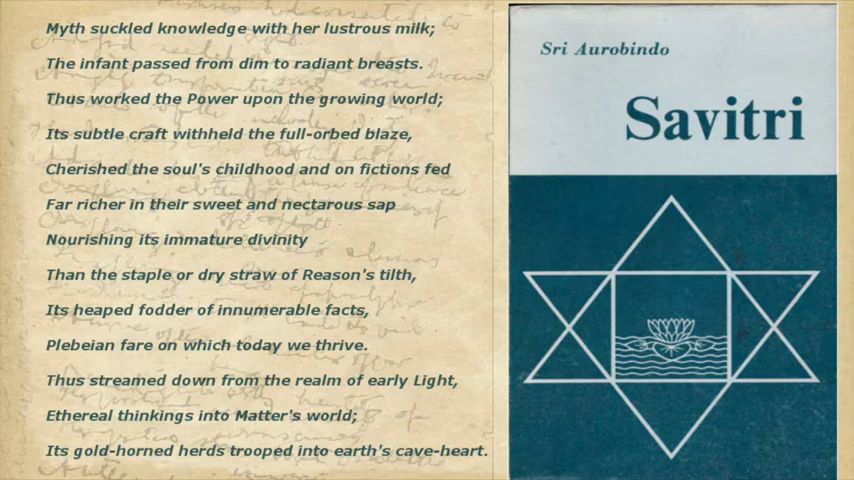 Myth suckled knowledge with her lustrous milk;
The infant passed from dim to radiant breasts.
Thus worked the Power upon the growing world;
Its subtle craft withheld the full-orbed blaze,
Cherished the soul's childhood and on fictions fed
Far richer in their sweet and nectarous sap
Nourishing its immature divinity
Than the staple or dry straw of Reason's tilth,
Its heaped fodder of innumerable facts,
Plebeian fare on which today we thrive.
Thus streamed down from the realm of early Light,
Ethereal thinkings into Matter's world;
Its gold-horned herds trooped into earth's cave-heart.
Sri Aurobindo
Savitri